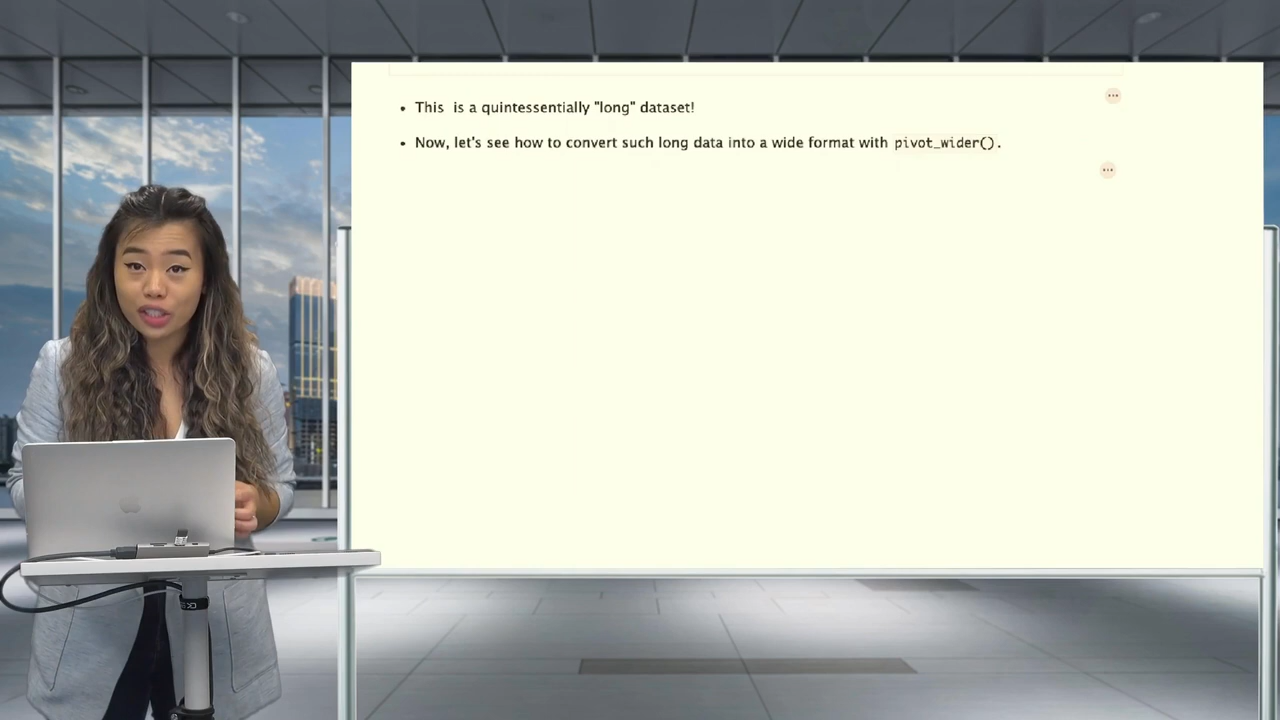 This is a quintessentially "long" dataset!
Now, let's see how to convert such long data into a wide format with pivot_wider().